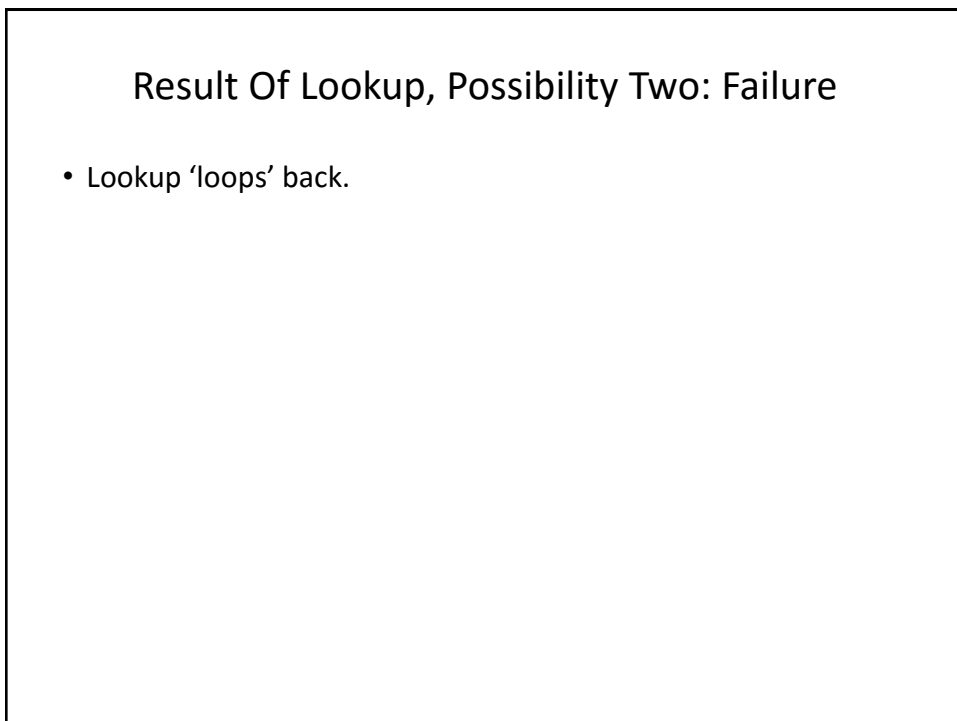 Result Of Lookup, Possibility Two: Failure
• Lookup ‘loops’ back.